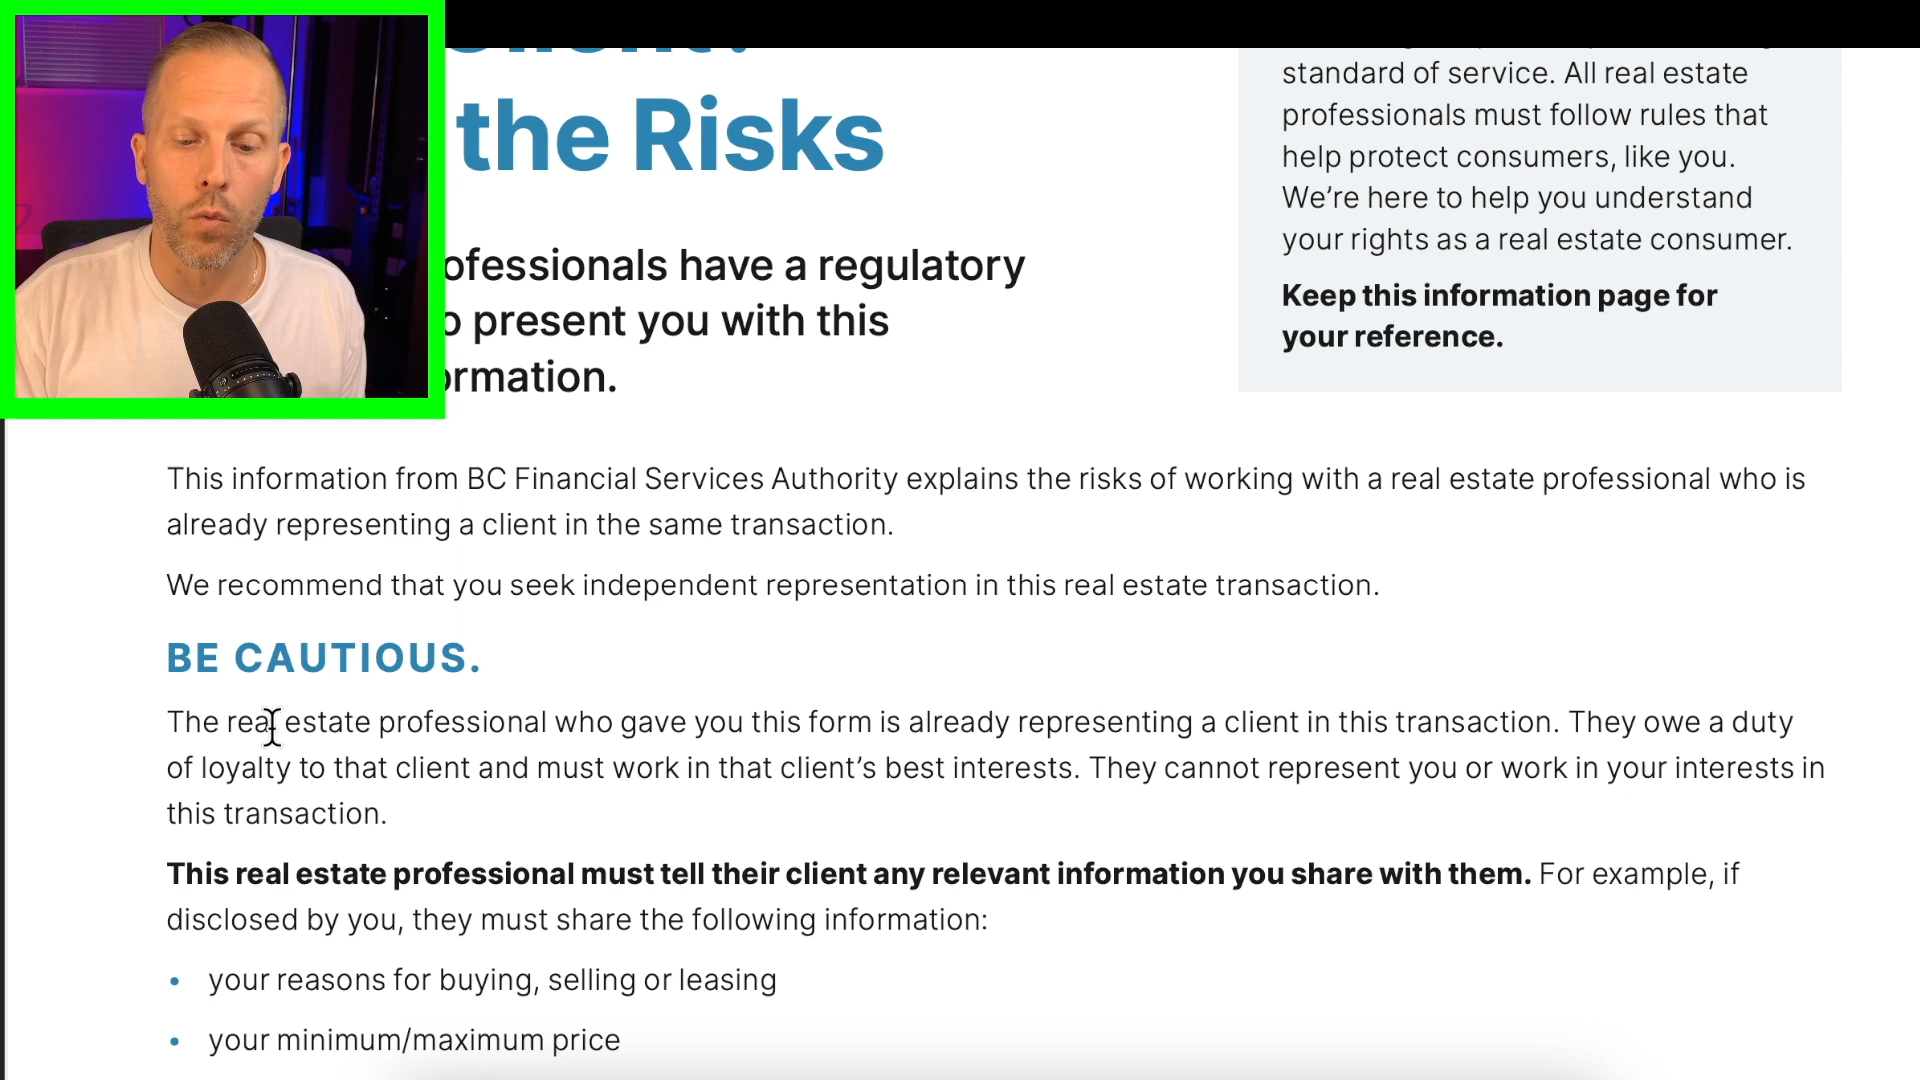 the Risks
ofessionals have a regulatory
o present you with this
ormation.
standard of service. All real estate
professionals must follow rules that
help protect consumers, like you.
We’re here to help you understand
your rights as a real estate consumer.
Keep this information page for
your reference.
This information from BC Financial Services Authority explains the risks of working with a real estate professional who is
already representing a client in the same transaction.
We recommend that you seek independent representation in this real estate transaction.
BE CAUTIOUS.
The real estate professional who gave you this form is already representing a client in this transaction. They owe a duty
of loyalty to that client and must work in that client’s best interests. They cannot represent you or work in your interests in
this transaction.
This real estate professional must tell their client any relevant information you share with them. For example, if
disclosed by you, they must share the following information:
• your reasons for buying, selling or leasing
• your minimum/maximum price